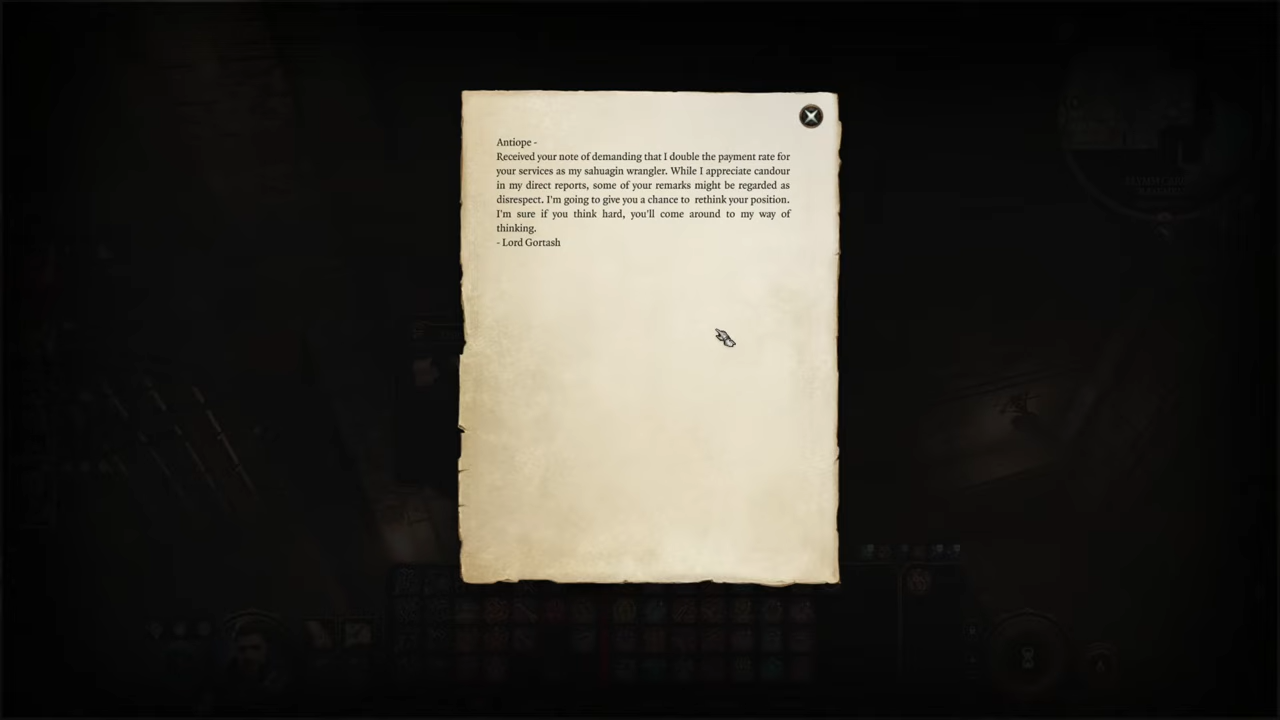 Antiope -
Received your note of demanding that I double the payment rate for
your services as my sahuagin wrangler. While I appreciate candour
in my direct reports, some of your remarks might be regarded as
disrespect. I'm going to give you a chance to rethink your position.
I'm sure if you think hard, you'll come around to my way of
thinking.
- Lord Gortash